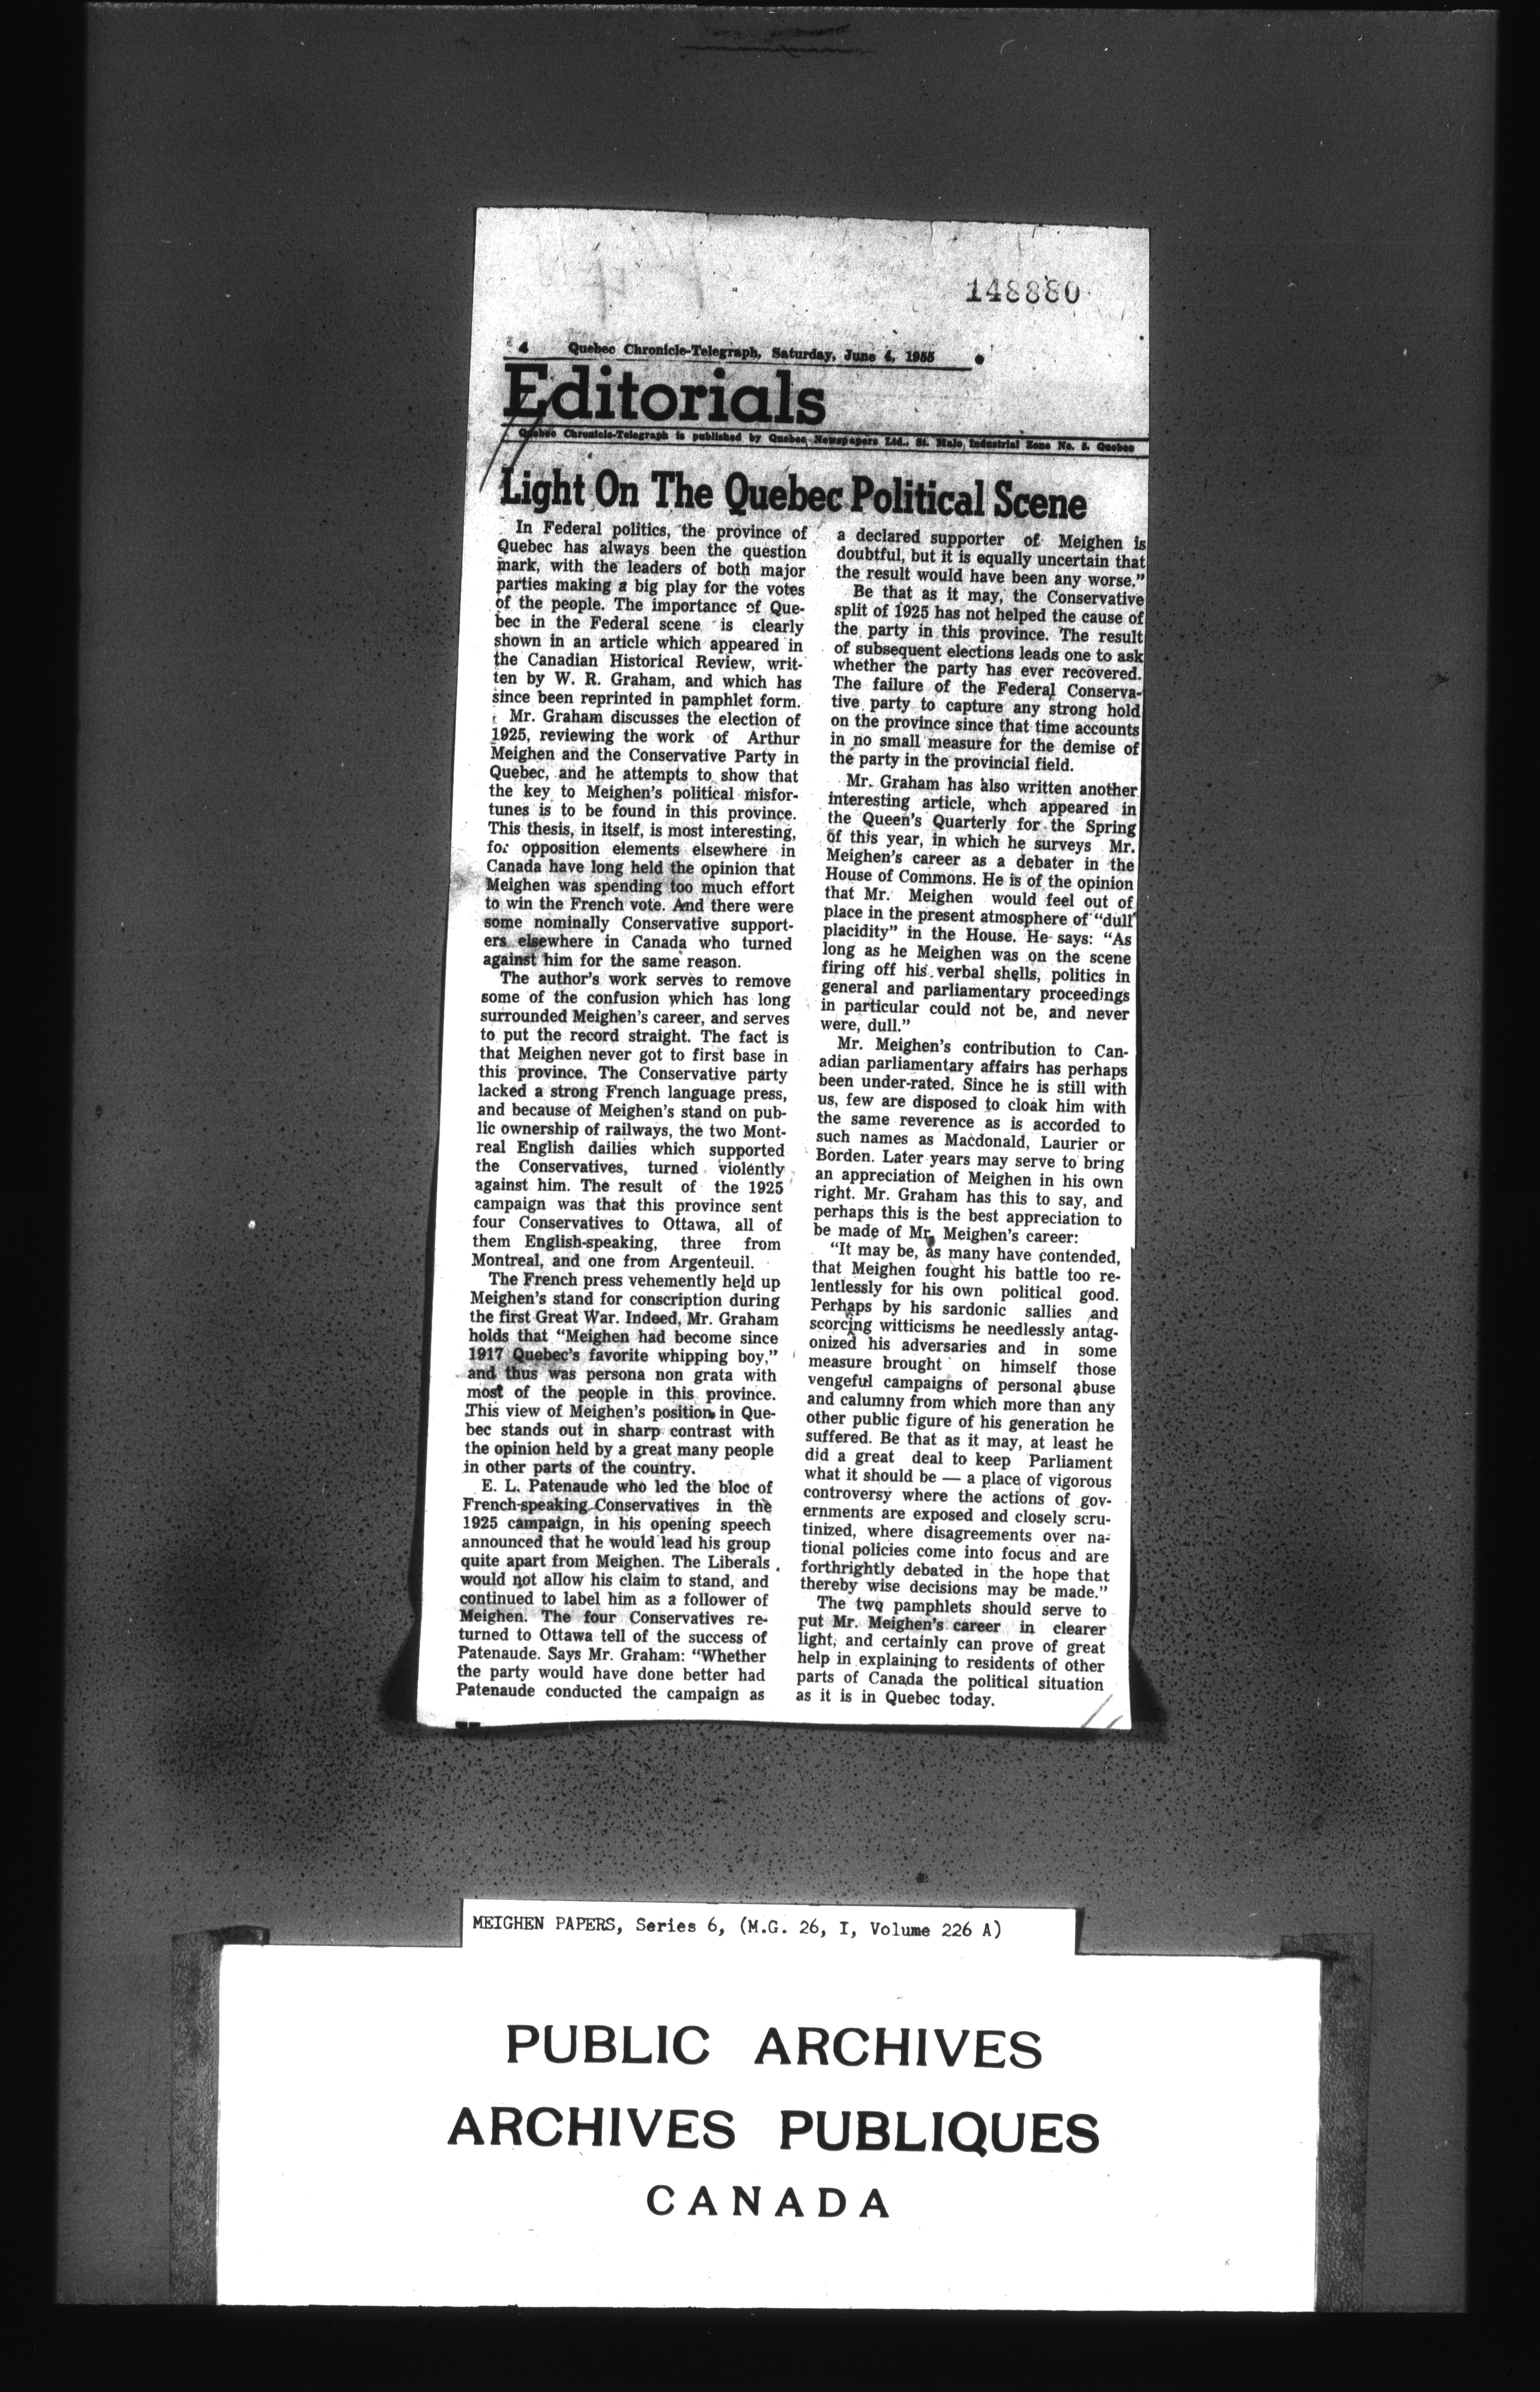 148880
4 Quebec Chronicle-Telegraph, Saturday, June 4, 1955
Editorials
Quebec Chronicle-Telegraph is published by Quebec Newspapers Ltd., St. Malo Industrial Zone No. 5, Quebec
Light On The Quebec Political Scene
In Federal politics, the province of
Quebec has always been the question
mark, with the leaders of both major
parties making a big play for the votes
of the people. The importance of Que-
bec in the Federal scene is clearly
shown in an article which appeared in
the Canadian Historical Review, writ-
ten by W. R. Graham, and which has
since been reprinted in pamphlet form.
Mr. Graham discusses the election of
1925, reviewing the work of Arthur
Meighen and the Conservative Party in
Quebec, and he attempts to show that
the key to Meighen's political misfor-
tunes is to be found in this province.
This thesis, in itself, is most interesting,
for opposition elements elsewhere in
Canada have long held the opinion that
Meighen was spending too much effort
to win the French vote. And there were
some nominally Conservative support-
ers elsewhere in Canada who turned
against him for the same reason.
The author's work serves to remove
some of the confusion which has long
surrounded Meighen's career, and serves
to put the record straight. The fact is
that Meighen never got to first base in
this province. The Conservative party
lacked a strong French language press,
and because of Meighen's stand on pub-
lic ownership of railways, the two Mont-
real English dailies which supported
the Conservatives, turned violently
against him. The result of the 1925
campaign was that this province sent
four Conservatives to Ottawa, all of
them English-speaking, three from
Montreal, and one from Argenteuil.
The French press vehemently held up
Meighen's stand for conscription during
the first Great War. Indeed, Mr. Graham
holds that "Meighen had become since
1917 Quebec's favorite whipping boy,"
and thus was persona non grata with
most of the people in this province.
This view of Meighen's position in Que-
bec stands out in sharp contrast with
the opinion held by a great many people
in other parts of the country.
E. L. Patenaude who led the bloc of
French-speaking Conservatives in the
1925 campaign, in his opening speech
announced that he would lead his group
quite apart from Meighen. The Liberals
would not allow his claim to stand, and
continued to label him as a follower of
Meighen. The four Conservatives re-
turned to Ottawa tell of the success of
Patenaude. Says Mr. Graham: "Whether
the party would have done better had
Patenaude conducted the campaign as
a declared supporter of Meighen is
doubtful, but it is equally uncertain that
the result would have been any worse."
Be that as it may, the Conservative
split of 1925 has not helped the cause of
the party in this province. The result
of subsequent elections leads one to ask
whether the party has ever recovered.
The failure of the Federal Conserva-
tive party to capture any strong hold
on the province since that time accounts
in no small measure for the demise of
the party in the provincial field.
Mr. Graham has also written another
interesting article, whch appeared in
the Queen's Quarterly for the Spring
of this year, in which he surveys Mr.
Meighen's career as a debater in the
House of Commons. He is of the opinion
that Mr. Meighen would feel out of
place in the present atmosphere of "dull
placidity" in the House. He says: "As
long as he Meighen was on the scene
firing off his verbal shells, politics in
general and parliamentary proceedings
in particular could not be, and never
were, dull."
Mr. Meighen's contribution to Can-
adian parliamentary affairs has perhaps
been under-rated. Since he is still with
us, few are disposed to cloak him with
the same reverence as is accorded to
such names as Macdonald, Laurier or
Borden. Later years may serve to bring
an appreciation of Meighen in his own
right. Mr. Graham has this to say, and
perhaps this is the best appreciation to
be made of Mr. Meighen's career:
"It may be, as many have contended,
that Meighen fought his battle too re-
lentlessly for his own political good.
Perhaps by his sardonic sallies and
scorcing witticisms he needlessly antag-
onized his adversaries and in some
measure brought on himself those
vengeful campaigns of personal abuse
and calumny from which more than any
other public figure of his generation he
suffered. Be that as it may, at least he
did a great deal to keep Parliament
what it should be — a place of vigorous
controversy where the actions of gov-
ernments are exposed and closely scru-
tinized, where disagreements over na-
tional policies come into focus and are
forthrightly debated in the hope that
thereby wise decisions may be made."
The two pamphlets should serve to
put Mr. Meighen's career in clearer
light, and certainly can prove of great
help in explaining to residents of other
parts of Canada the political situation
as it is in Quebec today.
MEIGHEN PAPERS, Series 6, (M.G. 26, I, Volume 226 A)
PUBLIC ARCHIVES
ARCHIVES PUBLIQUES
CANADA